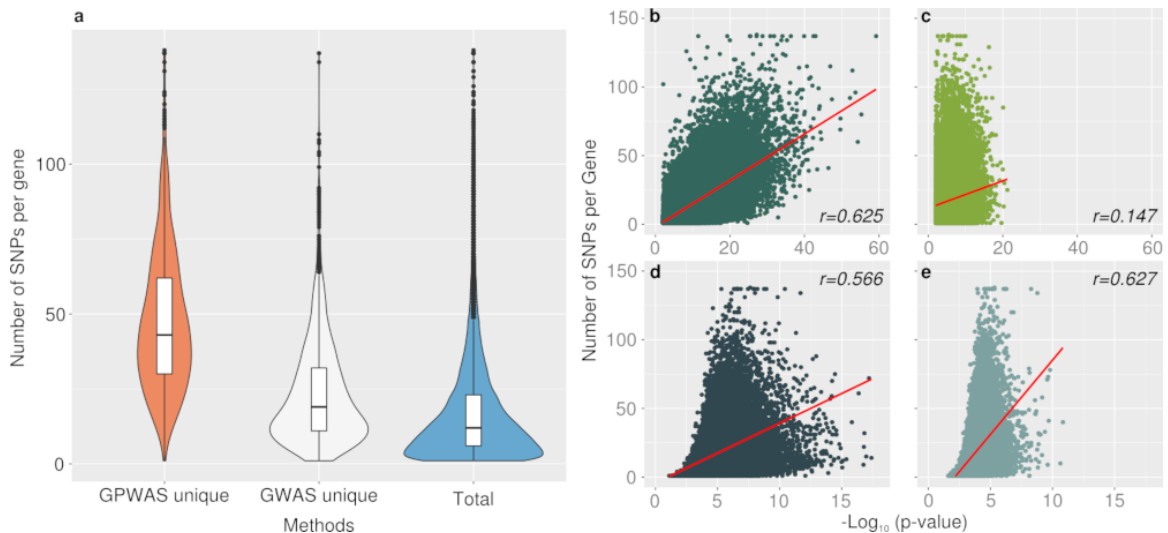 a
Number of SNPs per gene
100
50
0
GPWAS unique
GWAS unique
Total
Methods
Number of SNPs per Gene
b
150
100
50
0
r=0.625
0
20
40
60
c
r=0.147
0
20
40
60
d
150
100
50
0
r=0.566
0
5
10
15
e
r=0.627
0
5
10
15
-Log₁₀ (p-value)